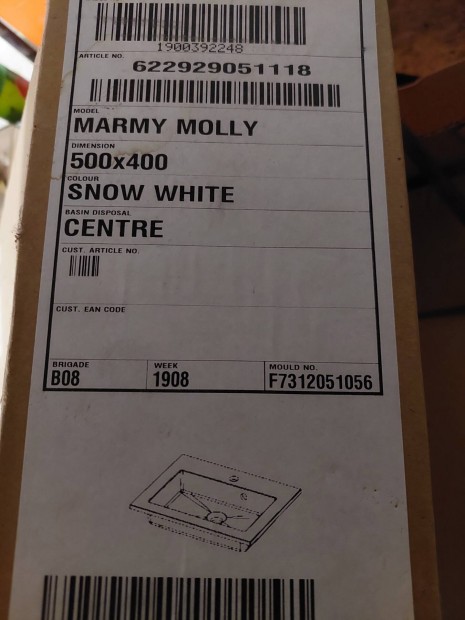 1900392248
ARTICLE NO.
622929051118
MODEL
MARMY MOLLY
DIMENSION
500x400
COLOUR
SNOW WHITE
BASIN DISPOSAL
CENTRE
CUST. ARTICLE NO.
CUST. EAN CODE
BRIGADE WEEK MOULD NO.
B08 1908 F7312051056